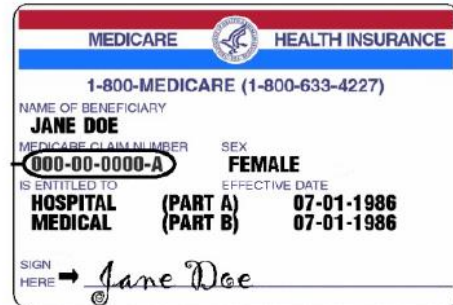 MEDICARE HEALTH INSURANCE
1-800-MEDICARE (1-800-633-4227)
NAME OF BENEFICIARY
JANE DOE
MEDICARE CLAIM NUMBER SEX
000-00-0000-A FEMALE
IS ENTITLED TO EFFECTIVE DATE
HOSPITAL (PART A) 07-01-1986
MEDICAL (PART B) 07-01-1986
SIGN
HERE ➡ Jane Doe